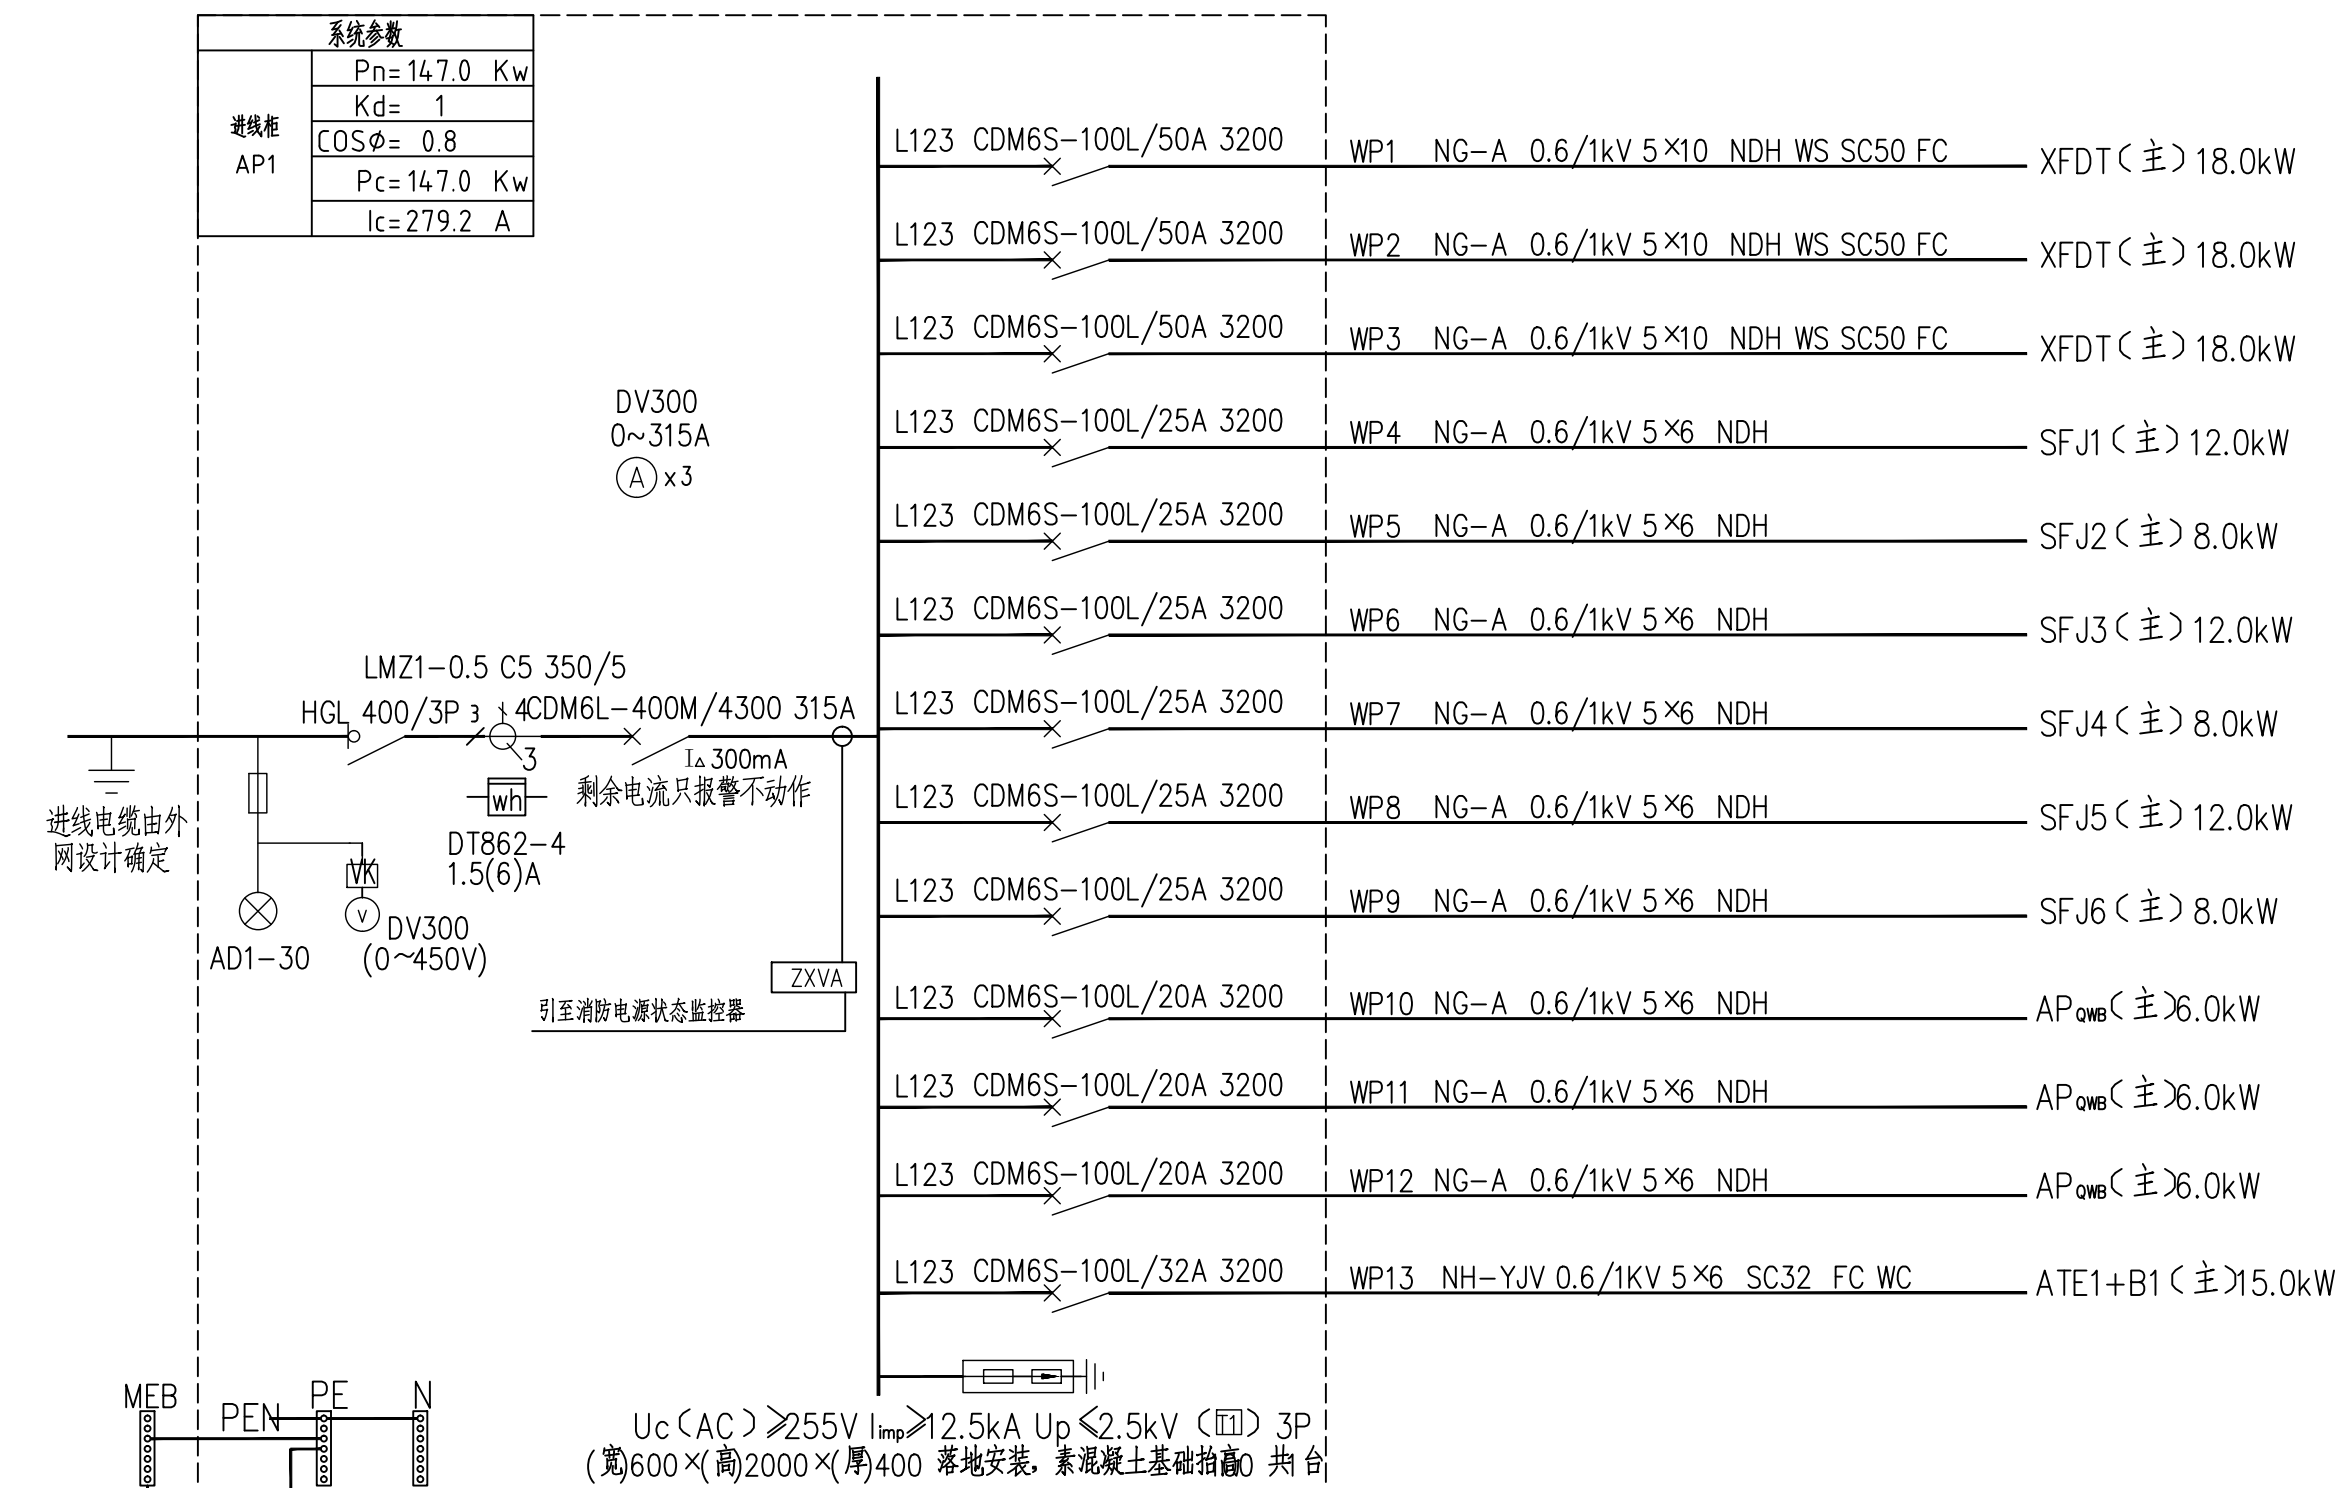 系统参数
进线柜
AP1
Pn=147.0 Kw
Kd= 1
COSϕ= 0.8
Pc=147.0 Kw
Ic=279.2 A
L123 CDM6S-100L/50A 3200 WP1 NG-A 0.6/1kV 5×10 NDH WS SC50 FC XFDT(主)18.0kW
L123 CDM6S-100L/50A 3200 WP2 NG-A 0.6/1kV 5×10 NDH WS SC50 FC XFDT(主)18.0kW
L123 CDM6S-100L/50A 3200 WP3 NG-A 0.6/1kV 5×10 NDH WS SC50 FC XFDT(主)18.0kW
L123 CDM6S-100L/25A 3200 WP4 NG-A 0.6/1kV 5×6 NDH SFJ1(主)12.0kW
L123 CDM6S-100L/25A 3200 WP5 NG-A 0.6/1kV 5×6 NDH SFJ2(主)8.0kW
L123 CDM6S-100L/25A 3200 WP6 NG-A 0.6/1kV 5×6 NDH SFJ3(主)12.0kW
L123 CDM6S-100L/25A 3200 WP7 NG-A 0.6/1kV 5×6 NDH SFJ4(主)8.0kW
L123 CDM6S-100L/25A 3200 WP8 NG-A 0.6/1kV 5×6 NDH SFJ5(主)12.0kW
L123 CDM6S-100L/25A 3200 WP9 NG-A 0.6/1kV 5×6 NDH SFJ6(主)8.0kW
L123 CDM6S-100L/20A 3200 WP10 NG-A 0.6/1kV 5×6 NDH APQWB(主)6.0kW
L123 CDM6S-100L/20A 3200 WP11 NG-A 0.6/1kV 5×6 NDH APQWB(主)6.0kW
L123 CDM6S-100L/20A 3200 WP12 NG-A 0.6/1kV 5×6 NDH APQWB(主)6.0kW
L123 CDM6S-100L/32A 3200 WP13 NH-YJV 0.6/1KV 5×6 SC32 FC WC ATE1+B1(主)15.0kW
DV300
0~315A
A x3
LMZ1-0.5 C5 350/5
HGL 400/3P 3 4 CDM6L-400M/4300 315A
3
I△ 300mA
剩余电流只报警不动作
wh
DT862-4
1.5(6)A
进线电缆由外
网设计确定
VK
V
DV300
(0~450V)
AD1-30
ZXVA
引至消防电源状态监控器
MEB
PEN
PE
N
Uc(AC)≥255V Iimp≥12.5kA Up≤2.5kV (T1) 3P
(宽)600×(高)2000×(厚)400 落地安装,素混凝土基础抬高100 共1台